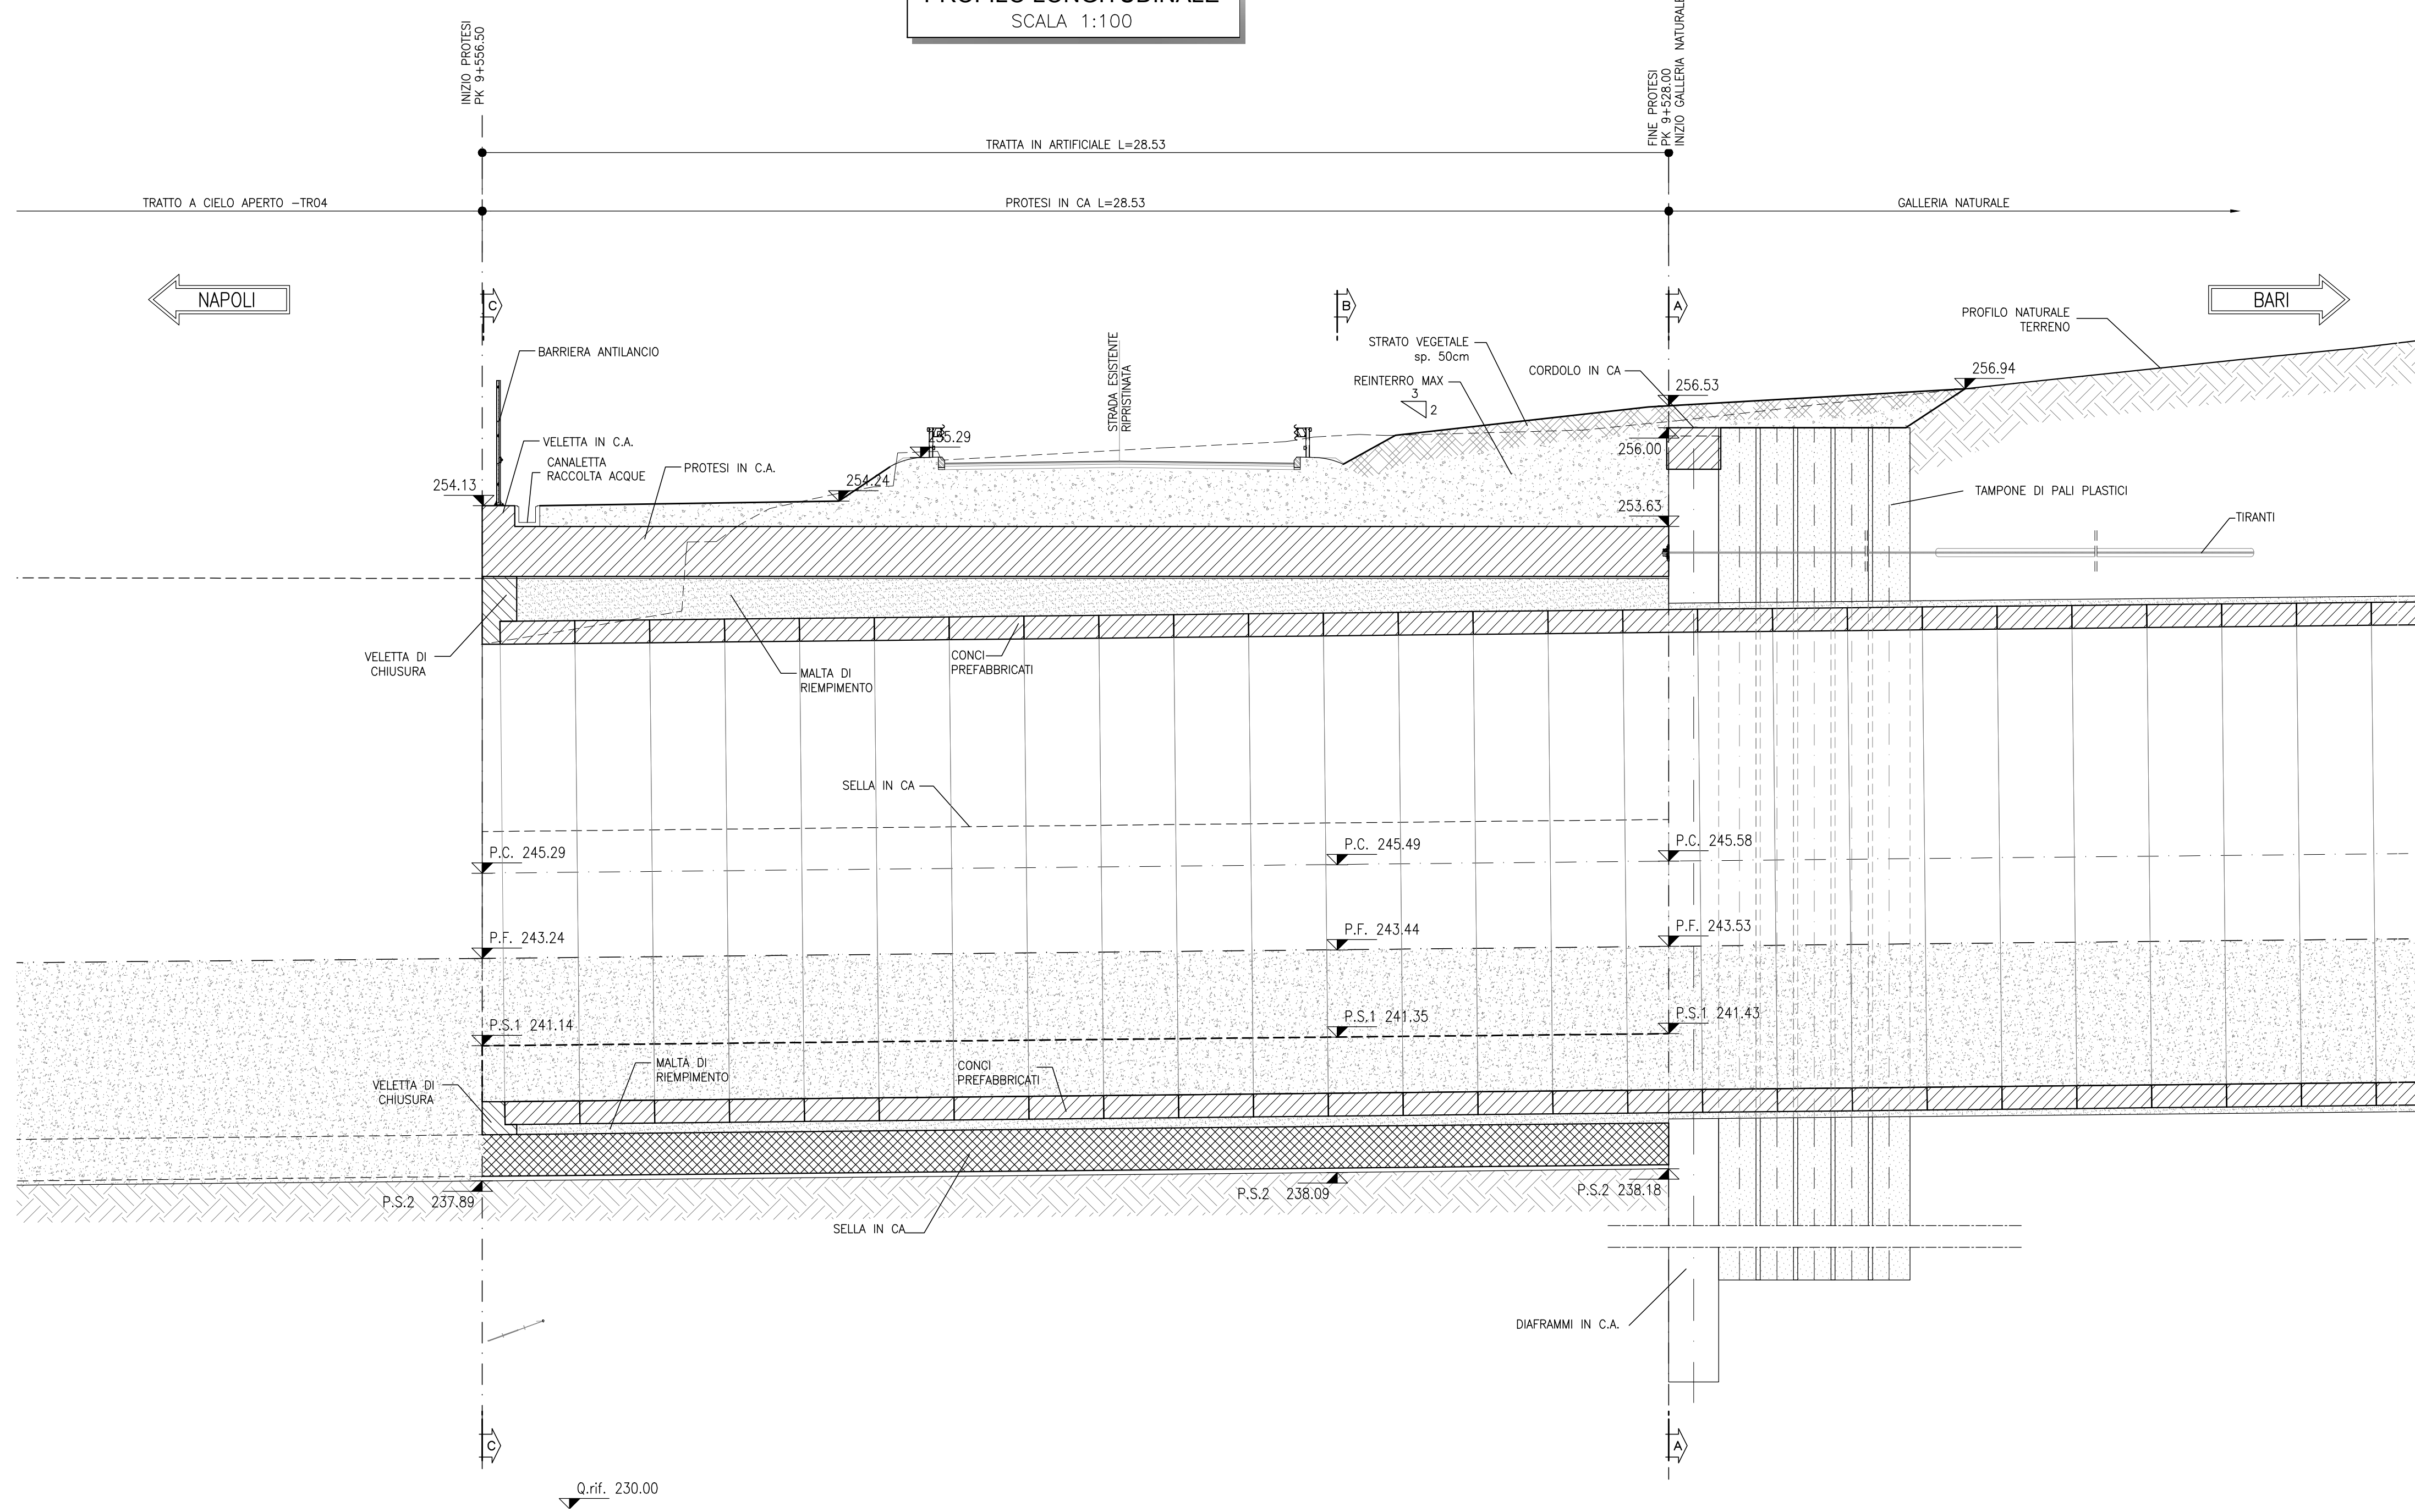 PROFILO LONGITUDINALE
SCALA 1:100
INIZIO PROTESI
PK 9+556.50
FINE PROTESI
PK 9+528.00
INIZIO GALLERIA NATURALE
TRATTA IN ARTIFICIALE L=28.53
TRATTO A CIELO APERTO -TR04
PROTESI IN CA L=28.53
GALLERIA NATURALE
NAPOLI
BARI
C
B
A
BARRIERA ANTILANCIO
STRADA ESISTENTE
RIPRISTINATA
STRATO VEGETALE
sp. 50cm
REINTERRO MAX
3
2
CORDOLO IN CA
PROFILO NATURALE
TERRENO
256.53
256.94
VELETTA IN C.A.
CANALETTA
RACCOLTA ACQUE
PROTESI IN C.A.
255.29
256.00
254.13
254.24
253.63
TAMPONE DI PALI PLASTICI
TIRANTI
VELETTA DI
CHIUSURA
MALTA DI
RIEMPIMENTO
CONCI
PREFABBRICATI
SELLA IN CA
P.C. 245.29
P.C. 245.49
P.C. 245.58
P.F. 243.24
P.F. 243.44
P.F. 243.53
P.S.1 241.14
P.S.1 241.35
P.S.1 241.43
VELETTA DI
CHIUSURA
MALTA DI
RIEMPIMENTO
CONCI
PREFABBRICATI
P.S.2 237.89
P.S.2 238.09
P.S.2 238.18
SELLA IN CA
DIAFRAMMI IN C.A.
C
A
Q.rif. 230.00